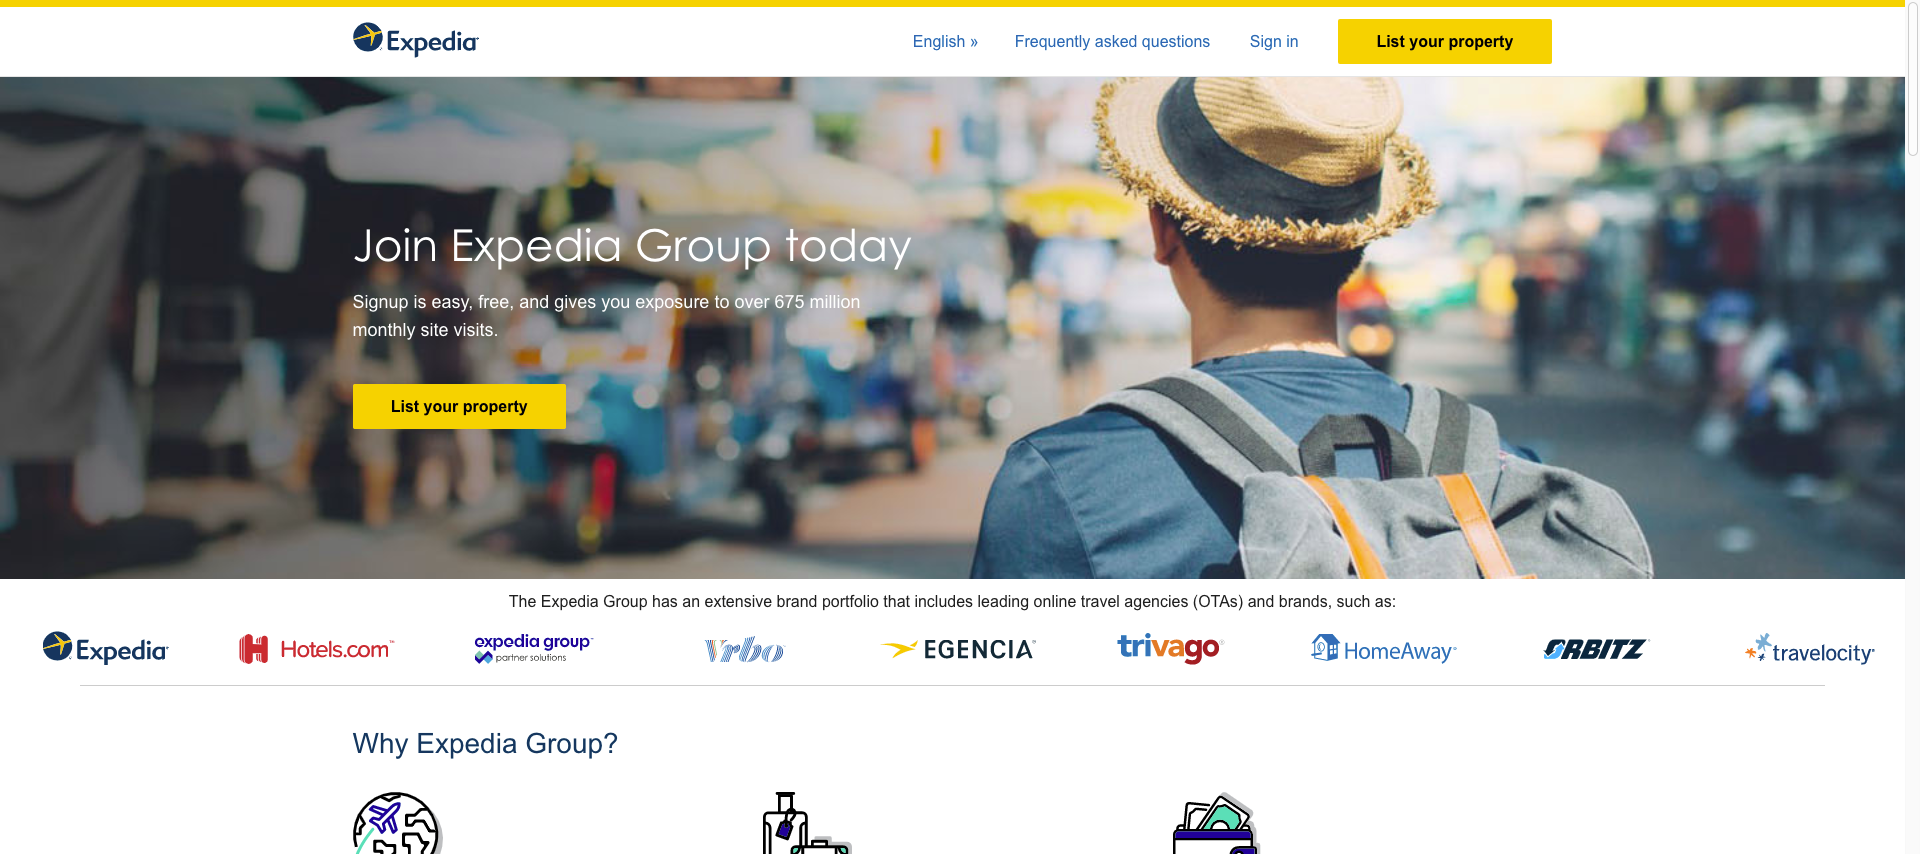 Expedia
English »
Frequently asked questions
Sign in
List your property
Join Expedia Group today
Signup is easy, free, and gives you exposure to over 675 million
monthly site visits.
List your property
The Expedia Group has an extensive brand portfolio that includes leading online travel agencies (OTAs) and brands, such as:
Expedia
Hotels.com™
expedia group™
partner solutions
Vrbo
EGENCIA
trivago
HomeAway
ORBITZ
travelocity
Why Expedia Group?